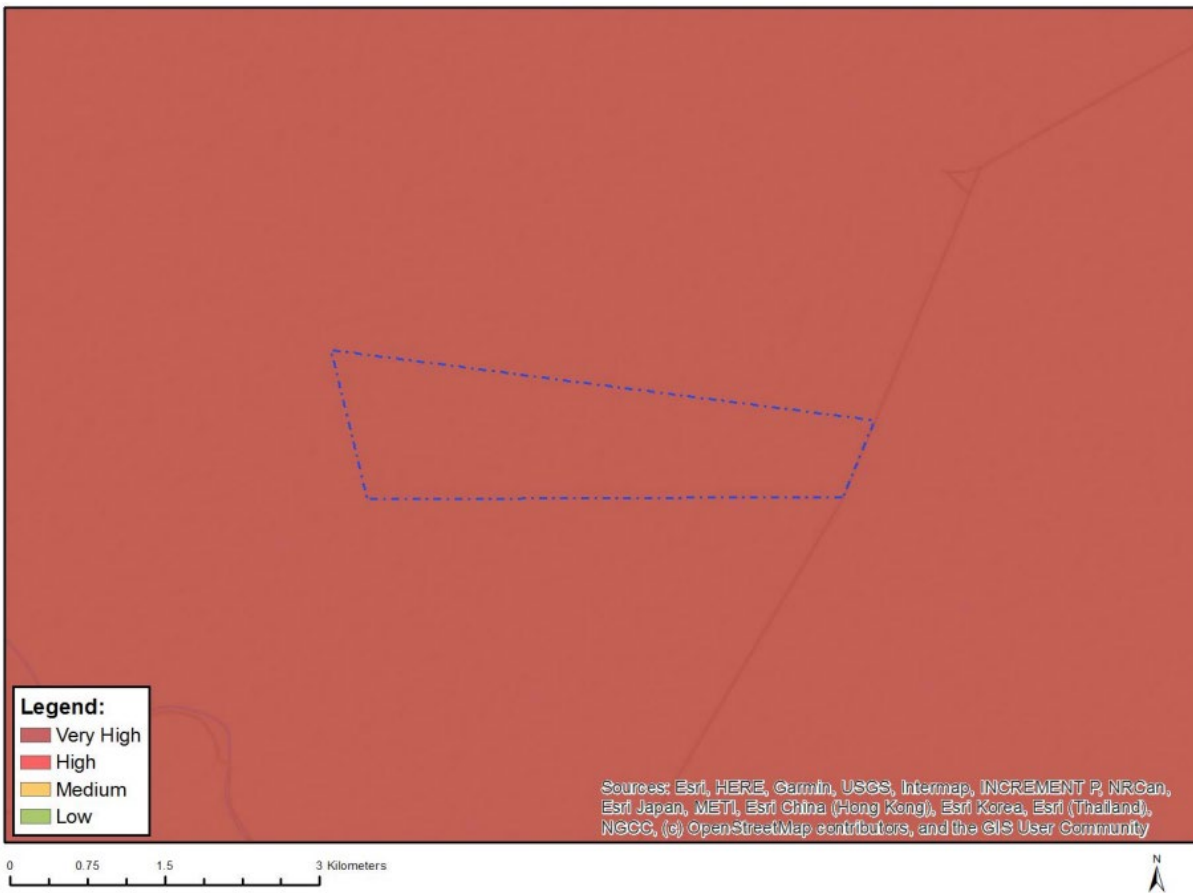 Legend:
Very High
High
Medium
Low
Sources: Esri, HERE, Garmin, USGS, Intermap, INCREMENT P, NRCan,
Esri Japan, METI, Esri China (Hong Kong), Esri Korea, Esri (Thailand),
NGCC, (c) OpenStreetMap contributors, and the GIS User Community
0 0.75 1.5 3 Kilometers
N